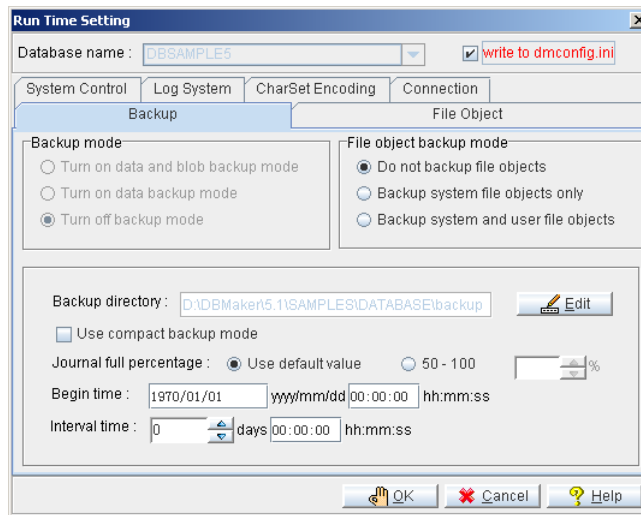 Run Time Setting
Database name : DBSAMPLE5 write to dmconfig.ini
System Control Log System CharSet Encoding Connection
Backup File Object
Backup mode File object backup mode
Turn on data and blob backup mode Do not backup file objects
Turn on data backup mode Backup system file objects only
Turn off backup mode Backup system and user file objects
Backup directory : D:\DBMaker\5.1\SAMPLES\DATABASE\backup Edit
Use compact backup mode
Journal full percentage : Use default value 50 - 100 %
Begin time : 1970/01/01 yyyy/mm/dd 00:00:00 hh:mm:ss
Interval time : 0 days 00:00:00 hh:mm:ss
OK Cancel Help